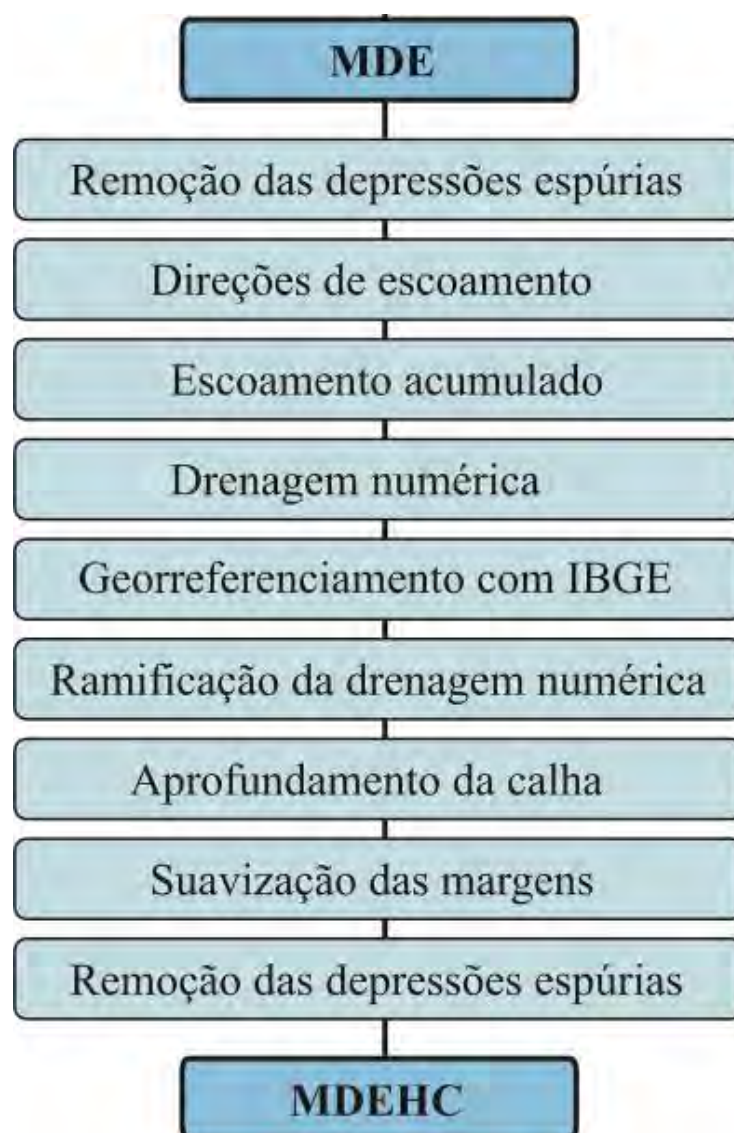 MDE
Remoção das depressões espúrias
Direções de escoamento
Escoamento acumulado
Drenagem numérica
Georreferenciamento com IBGE
Ramificação da drenagem numérica
Aprofundamento da calha
Suavização das margens
Remoção das depressões espúrias
MDEHC